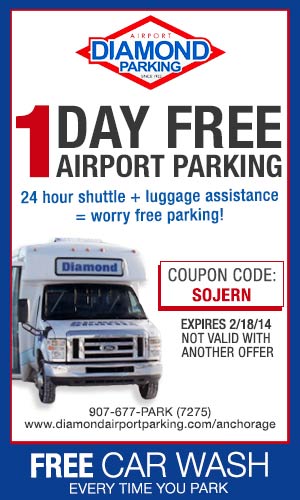 AIRPORT
DIAMOND
PARKING
SINCE 1922
1 DAY FREE
AIRPORT PARKING
24 hour shuttle + luggage assistance
= worry free parking!
Diamond
COUPON CODE:
SOJERN
EXPIRES 2/18/14
NOT VALID WITH
ANOTHER OFFER
907-677-PARK (7275)
www.diamondairportparking.com/anchorage
FREE CAR WASH
EVERY TIME YOU PARK